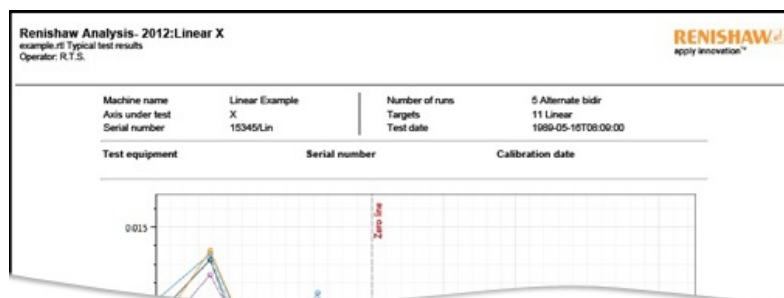 Renishaw Analysis- 2012:Linear X
example.rtl Typical test results
Operator: R.T.S.
RENISHAW
apply innovation™
Machine name Linear Example Number of runs 5 Alternate bidir
Axis under test X Targets 11 Linear
Serial number 15345/Lin Test date 1989-05-16T08:09:00
Test equipment Serial number Calibration date
0.015
Zero line